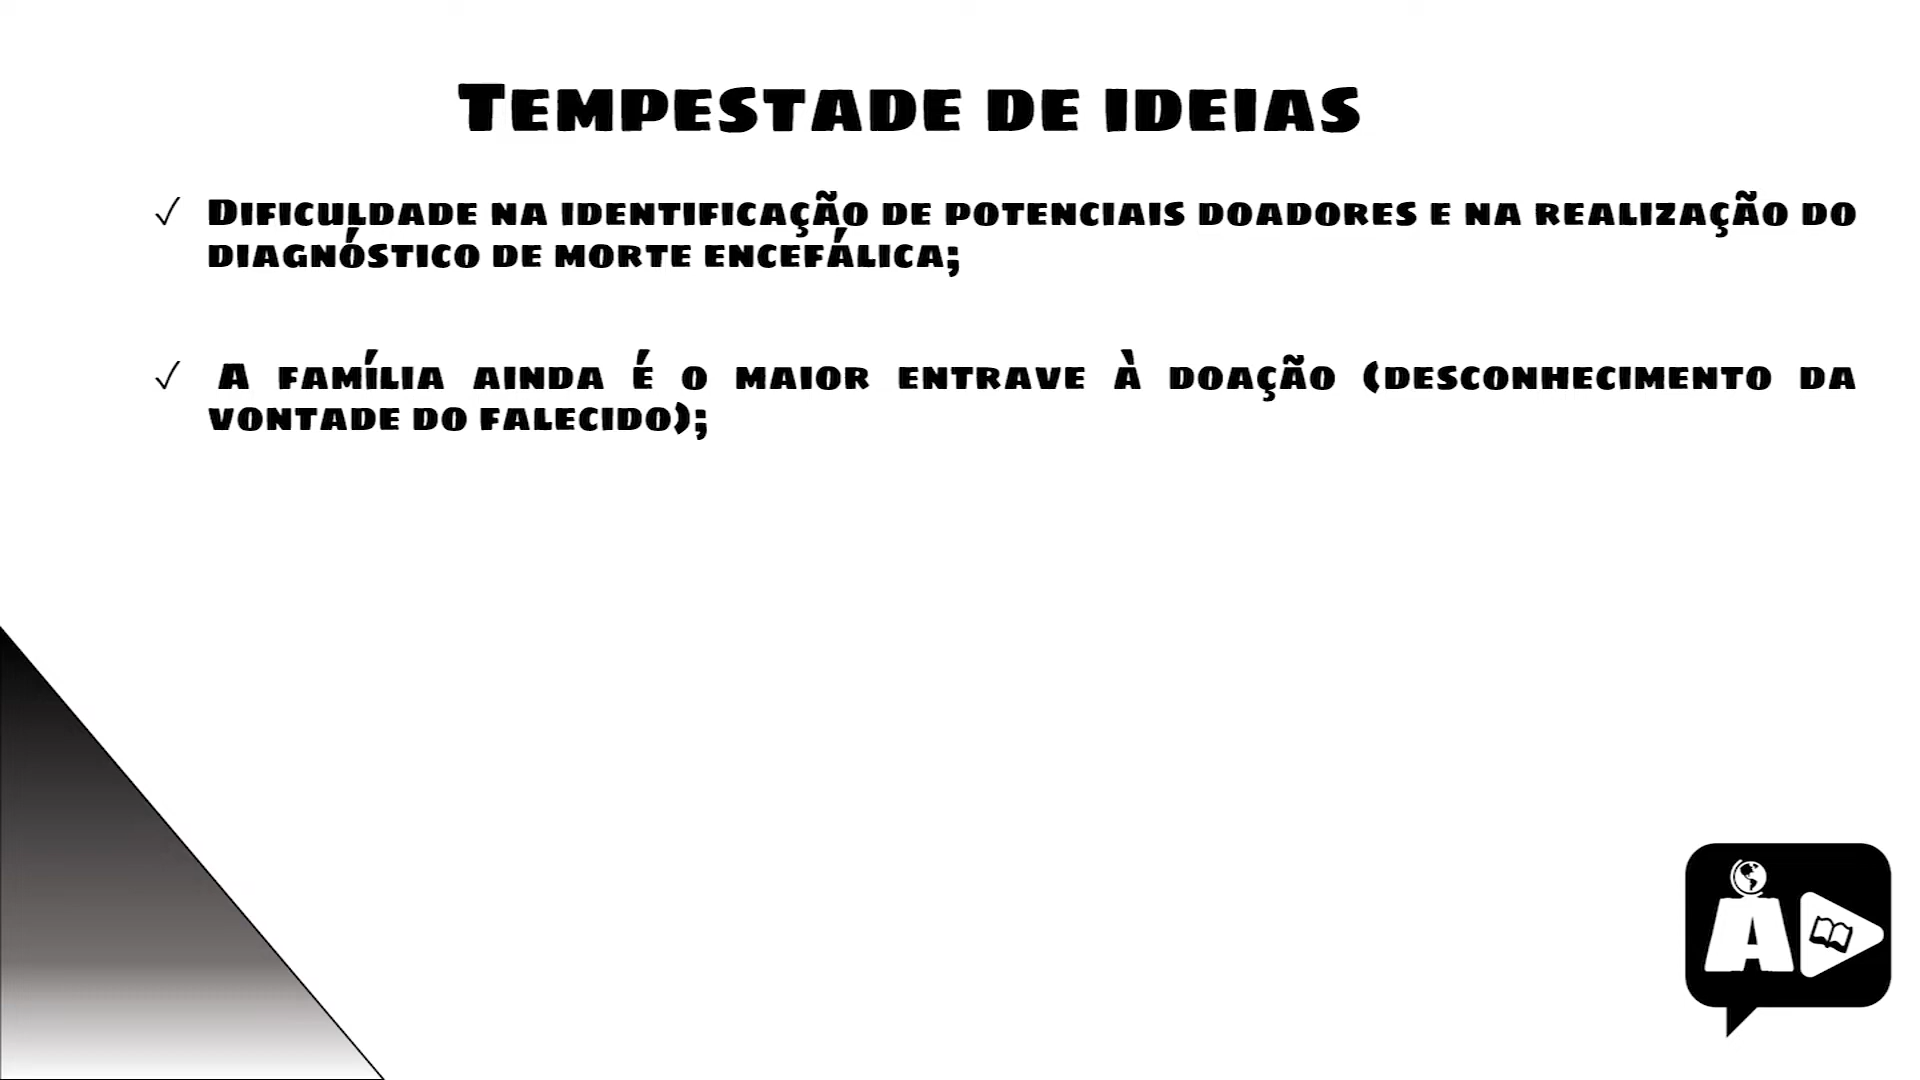 Tempestade de ideias
✓ Dificuldade na identificação de potenciais doadores e na realização do
diagnóstico de morte encefálica;
✓ A família ainda é o maior entrave à doação (desconhecimento da
vontade do falecido);
A